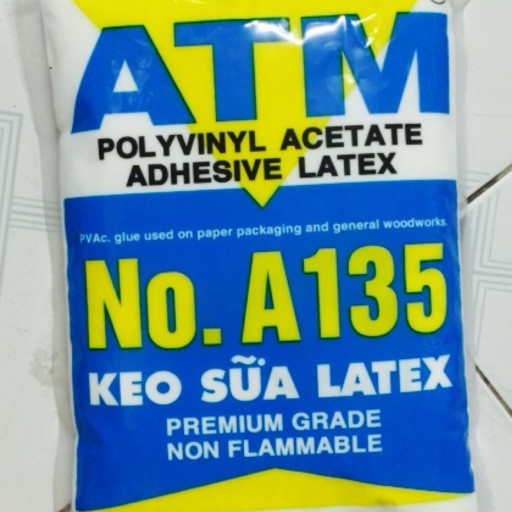 ATM
POLYVINYL ACETATE
ADHESIVE LATEX
PVAc. glue used on paper packaging and general woodworks.
No. A135
KEO SỮA LATEX
PREMIUM GRADE
NON FLAMMABLE